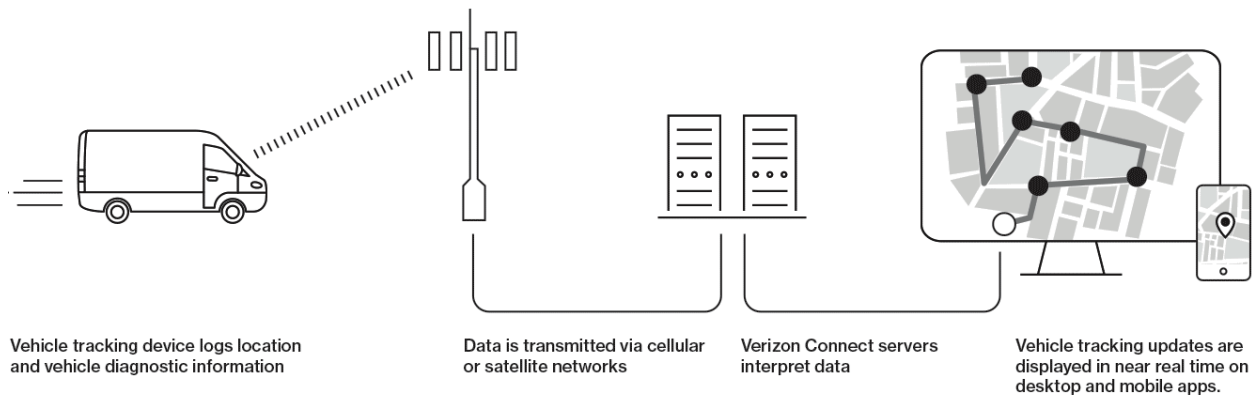 Vehicle tracking device logs location
and vehicle diagnostic information
Data is transmitted via cellular
or satellite networks
Verizon Connect servers
interpret data
Vehicle tracking updates are
displayed in near real time on
desktop and mobile apps.